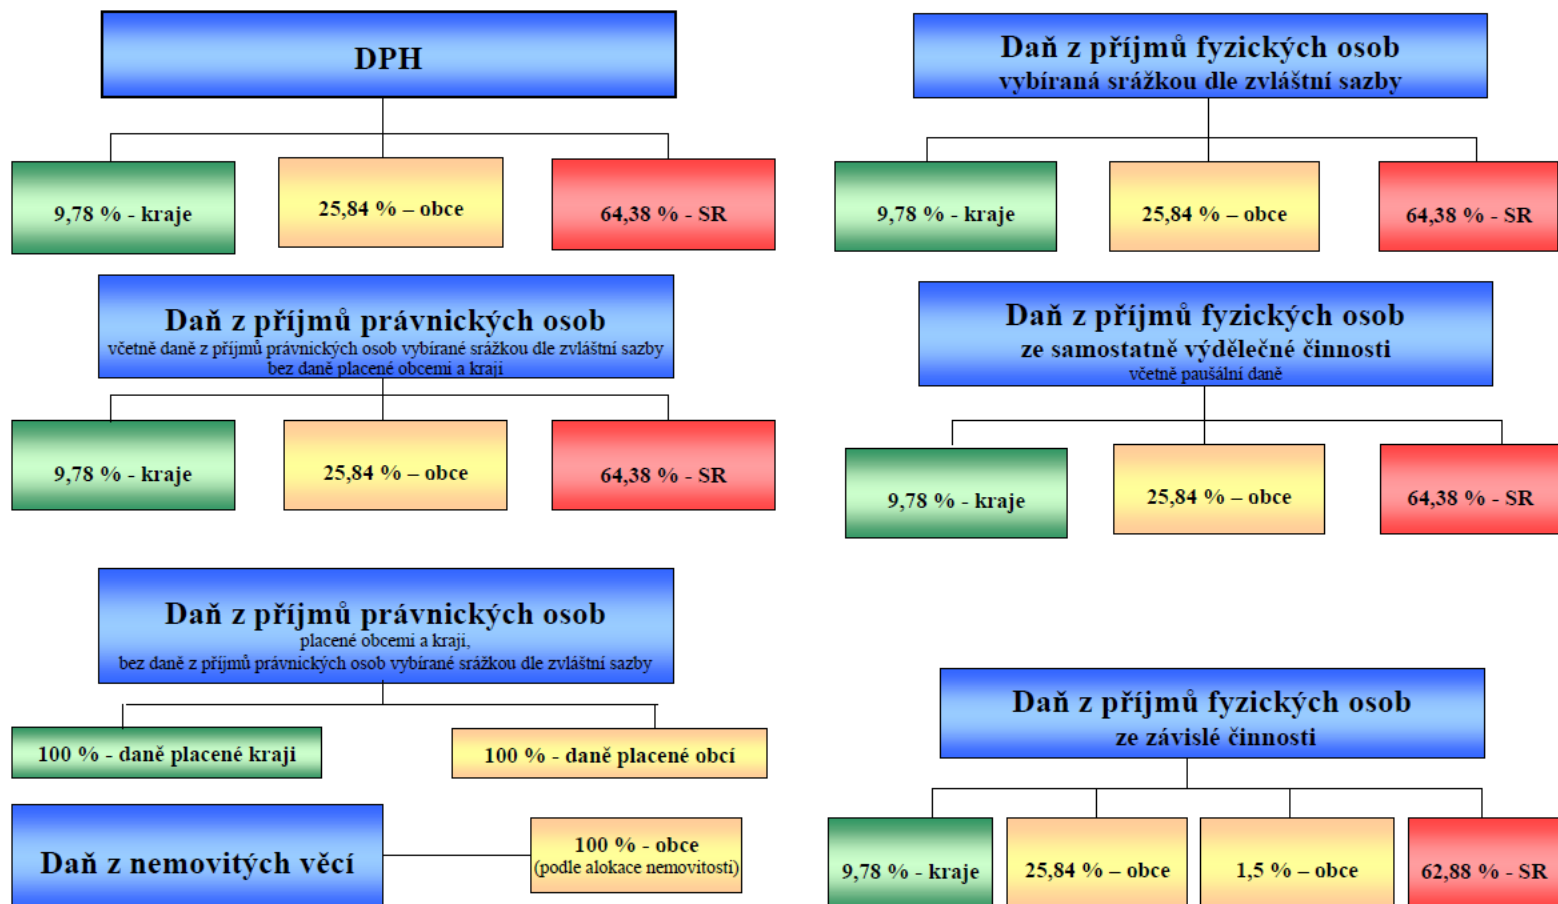 DPH
9,78 % - kraje
25,84 % – obce
64,38 % - SR
Daň z příjmů právnických osob
včetně daně z příjmů právnických osob vybírané srážkou dle zvláštní sazby
bez daně placené obcemi a kraji
9,78 % - kraje
25,84 % – obce
64,38 % - SR
Daň z příjmů právnických osob
placené obcemi a kraji,
bez daně z příjmů právnických osob vybírané srážkou dle zvláštní sazby
100 % - daně placené kraji
100 % - daně placené obcí
Daň z nemovitých věcí
100 % - obce
(podle alokace nemovitosti)
Daň z příjmů fyzických osob
vybíraná srážkou dle zvláštní sazby
9,78 % - kraje
25,84 % – obce
64,38 % - SR
Daň z příjmů fyzických osob
ze samostatně výdělečné činnosti
včetně paušální daně
9,78 % - kraje
25,84 % – obce
64,38 % - SR
Daň z příjmů fyzických osob
ze závislé činnosti
9,78 % - kraje
25,84 % – obce
1,5 % – obce
62,88 % - SR